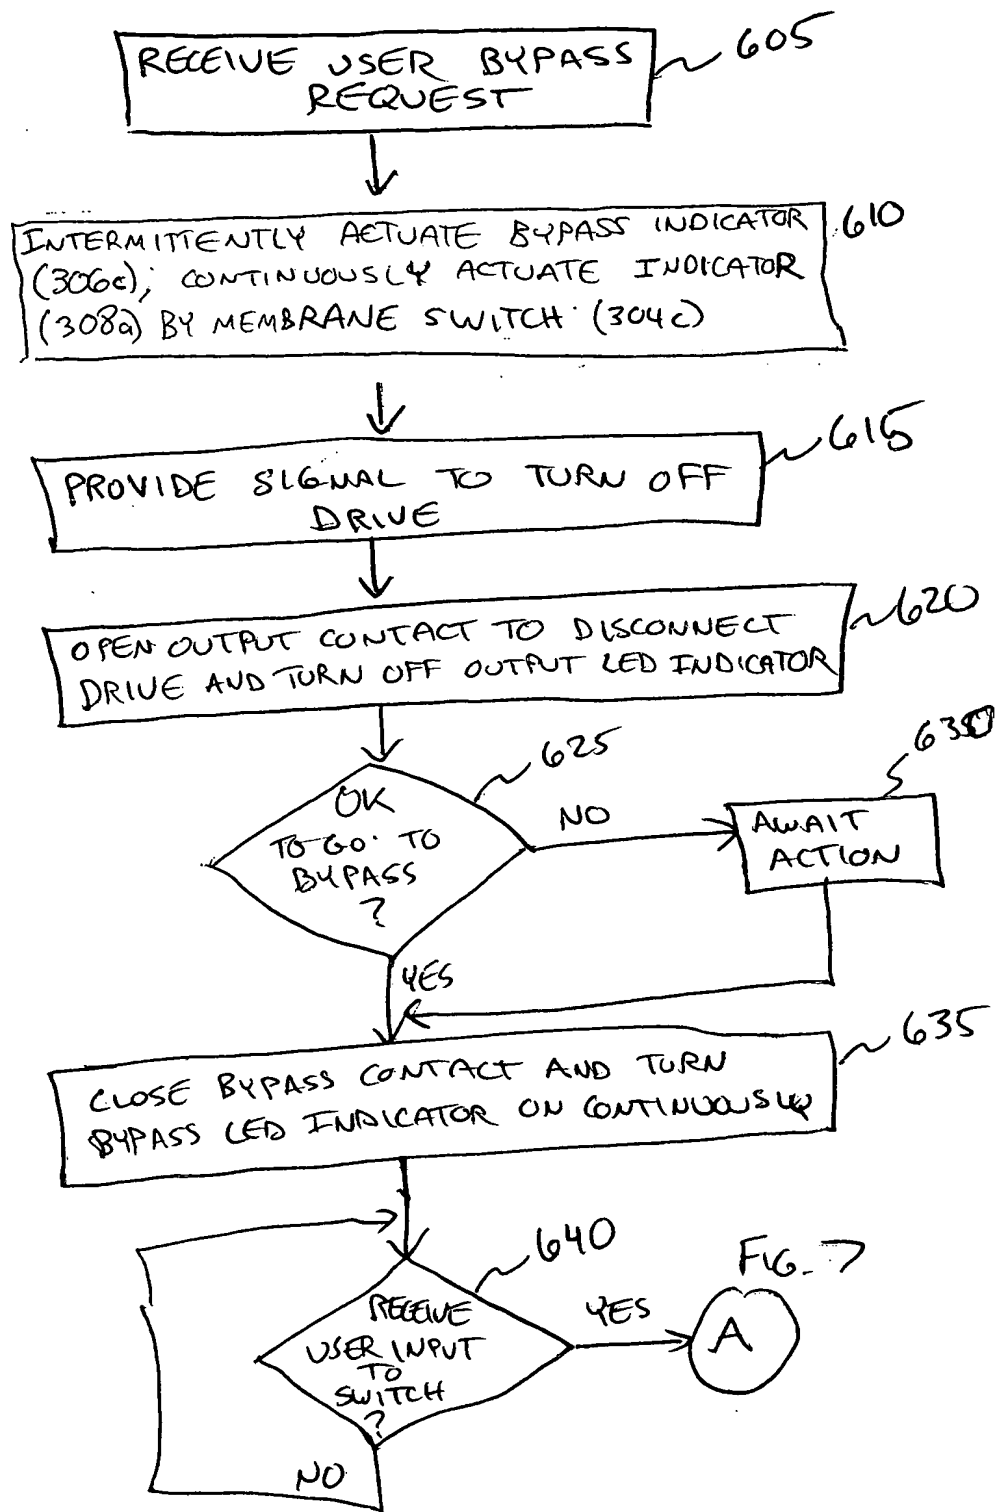 RECEIVE USER BYPASS
REQUEST
605
INTERMITTENTLY ACTUATE BYPASS INDICATOR
(306c); CONTINUOUSLY ACTUATE INDICATOR
(308a) BY MEMBRANE SWITCH (304c)
610
PROVIDE SIGNAL TO TURN OFF
DRIVE
615
OPEN OUTPUT CONTACT TO DISCONNECT
DRIVE AND TURN OFF OUTPUT LED INDICATOR
620
OK
TO GO TO
BYPASS
?
625
NO
AWAIT
ACTION
630
YES
CLOSE BYPASS CONTACT AND TURN
BYPASS LED INDICATOR ON CONTINUOUSLY
635
RECEIVE
USER INPUT
TO
SWITCH
?
640
YES
FIG. 7
A
NO